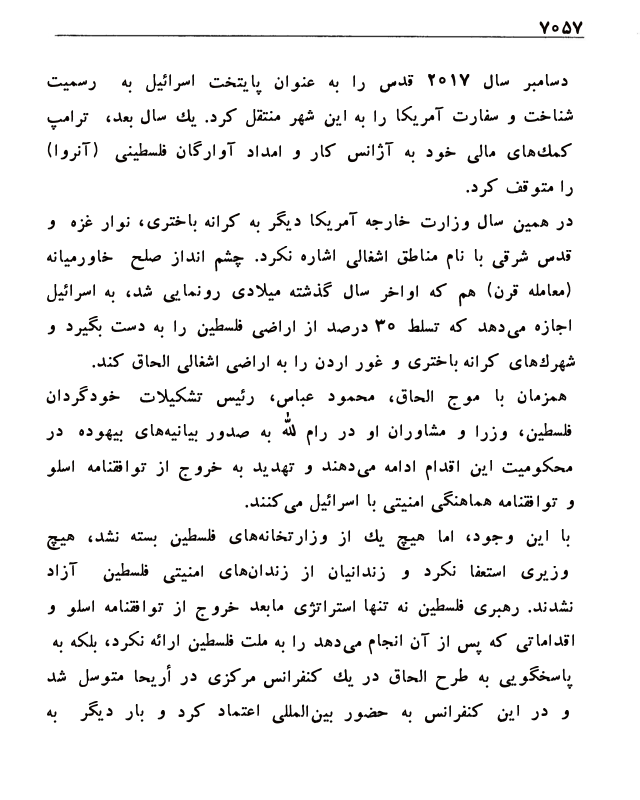 ۷۰۵۷
دسامبر سال ۲۰۱۷ قدس را به عنوان پایتخت اسرائیل به رسمیت
شناخت و سفارت آمریکا را به این شهر منتقل کرد. یك سال بعد، ترامپ
کمك‌های مالی خود به آژانس کار و امداد آوارگان فلسطینی (آنروا)
را متوقف کرد.
در همین سال وزارت خارجه آمریکا دیگر به کرانه باختری، نوار غزه و
قدس شرقی با نام مناطق اشغالی اشاره نکرد. چشم انداز صلح خاورمیانه
(معامله قرن) هم که اواخر سال گذشته میلادی رونمایی شد، به اسرائیل
اجازه می‌دهد که تسلط ۳۰ درصد از اراضی فلسطین را به دست بگیرد و
شهرك‌های کرانه باختری و غور اردن را به اراضی اشغالی الحاق کند.
همزمان با موج الحاق، محمود عباس، رئیس تشکیلات خودگردان
فلسطین، وزرا و مشاوران او در رام الله به صدور بیانیه‌های بیهوده در
محکومیت این اقدام ادامه می‌دهند و تهدید به خروج از توافقنامه اسلو
و توافقنامه هماهنگی امنیتی با اسرائیل می‌کنند.
با این وجود، اما هیچ یك از وزارتخانه‌های فلسطین بسته نشد، هیچ
وزیری استعفا نکرد و زندانیان از زندان‌های امنیتی فلسطین آزاد
نشدند. رهبری فلسطین نه تنها استراتژی مابعد خروج از توافقنامه اسلو و
اقداماتی که پس از آن انجام می‌دهد را به ملت فلسطین ارائه نکرد، بلکه به
پاسخگویی به طرح الحاق در یك کنفرانس مرکزی در أریحا متوسل شد
و در این کنفرانس به حضور بین‌المللی اعتماد کرد و بار دیگر به